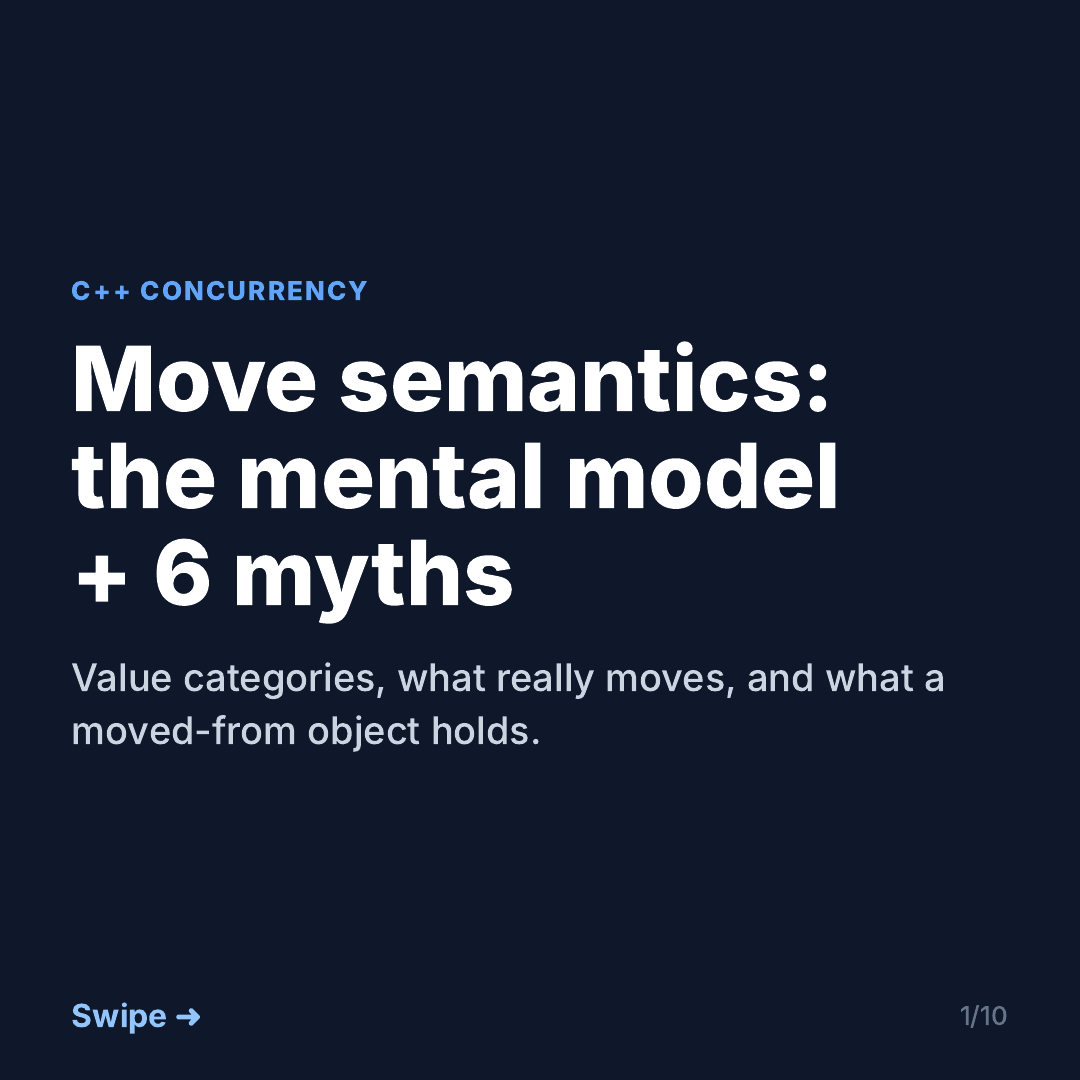 C++ CONCURRENCY
Move semantics:
the mental model
+ 6 myths
Value categories, what really moves, and what a
moved-from object holds.
Swipe ➜
1/10